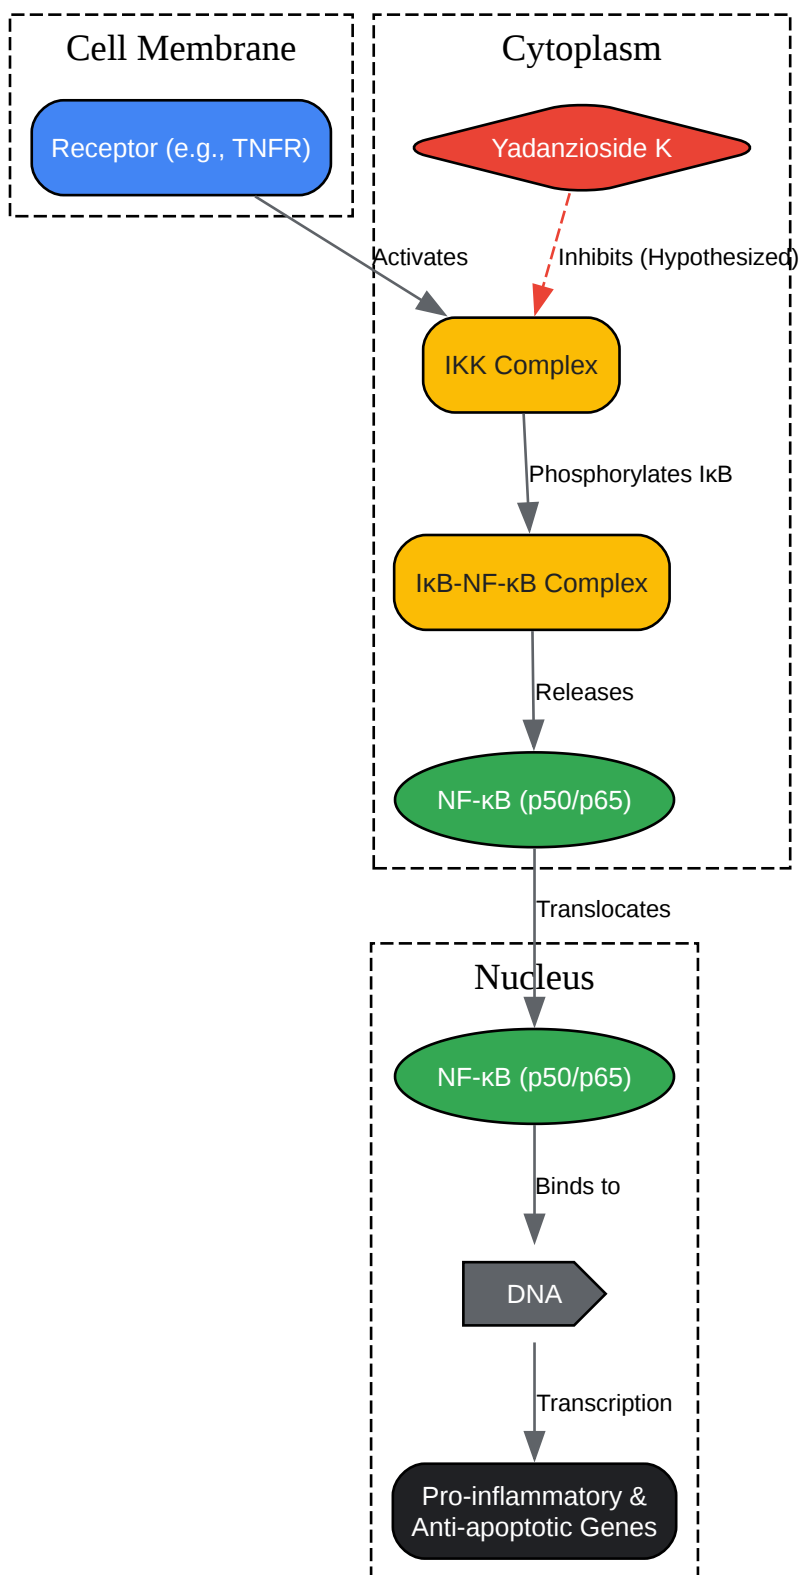 Cell Membrane
Cytoplasm
Receptor (e.g., TNFR)
Yadanzioside K
Activates
Inhibits (Hypothesized)
IKK Complex
Phosphorylates IκB
IκB-NF-κB Complex
Releases
NF-κB (p50/p65)
Translocates
Nucleus
NF-κB (p50/p65)
Binds to
DNA
Transcription
Pro-inflammatory &
Anti-apoptotic Genes